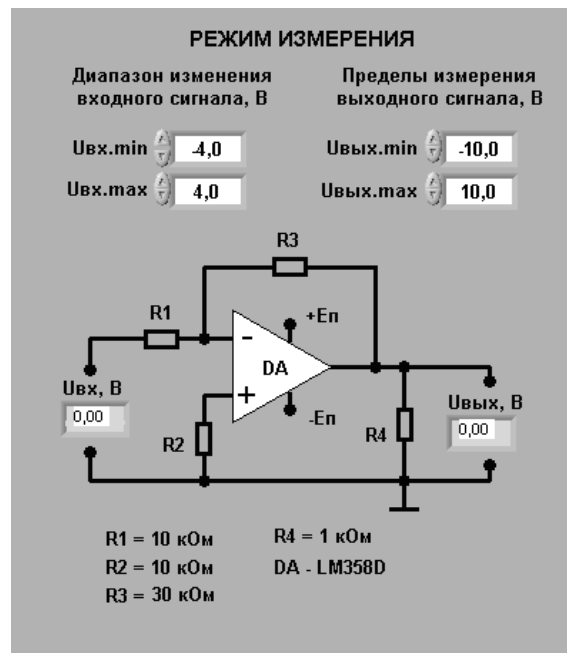 РЕЖИМ ИЗМЕРЕНИЯ
Диапазон изменения
входного сигнала, В
Пределы измерения
выходного сигнала, В
Uвх.min -4,0
Uвх.max 4,0
Uвых.min -10,0
Uвых.max 10,0
R3
R1
+Еп
-
DA
+
-Еп
Uвх, В
0,00
R2
R4
Uвых, В
0,00
R1 = 10 кОм
R2 = 10 кОм
R3 = 30 кОм
R4 = 1 кОм
DA - LM358D